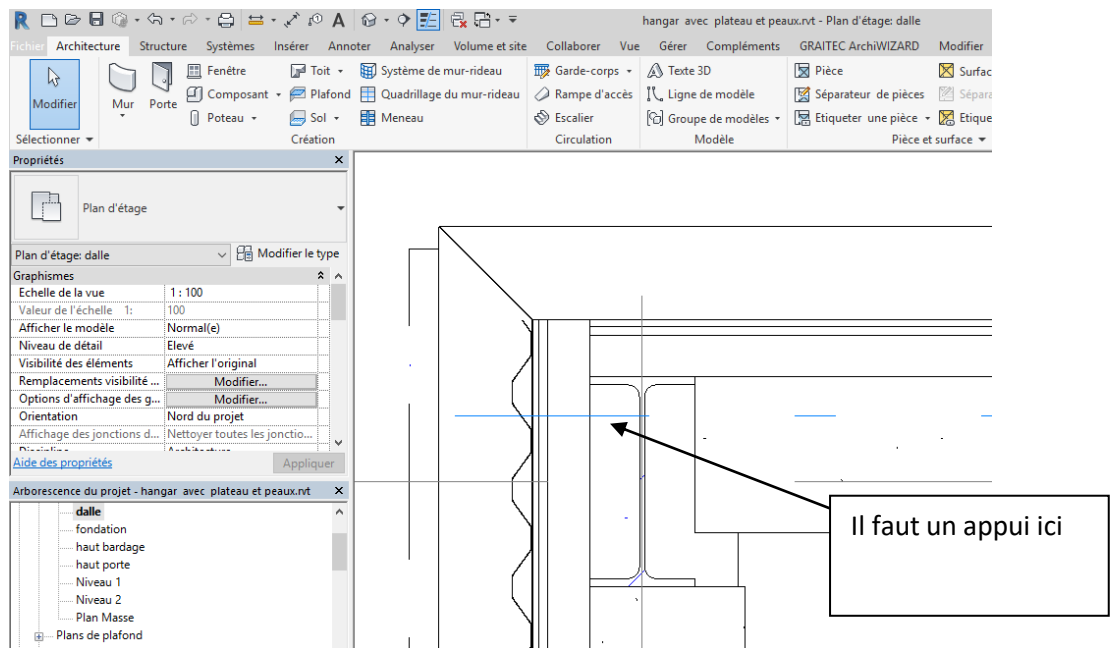 hangar avec plateau et peaux.rvt - Plan d'étage: dalle
Fichier Architecture Structure Systèmes Insérer Annoter Analyser Volume et site Collaborer Vue Gérer Compléments GRAITEC ArchiWIZARD Modifier
Modifier
Mur
Porte
Fenêtre
Composant
Poteau
Toit
Plafond
Sol
Système de mur-rideau
Quadrillage du mur-rideau
Meneau
Garde-corps
Rampe d'accès
Escalier
Texte 3D
Ligne de modèle
Groupe de modèles
Pièce
Séparateur de pièces
Etiqueter une pièce
Surfac
Sépara
Etique
Sélectionner
Création
Circulation
Modèle
Pièce et surface
Propriétés
Plan d'étage
Plan d'étage: dalle
Modifier le type
Graphismes
Echelle de la vue 1 : 100
Valeur de l'échelle 1: 100
Afficher le modèle Normal(e)
Niveau de détail Elevé
Visibilité des éléments Afficher l'original
Remplacements visibilité ... Modifier...
Options d'affichage des g... Modifier...
Orientation Nord du projet
Affichage des jonctions d... Nettoyer toutes les jonctio...
Aide des propriétés
Appliquer
Arborescence du projet - hangar avec plateau et peaux.rvt
dalle
fondation
haut bardage
haut porte
Niveau 1
Niveau 2
Plan Masse
Plans de plafond
Il faut un appui ici